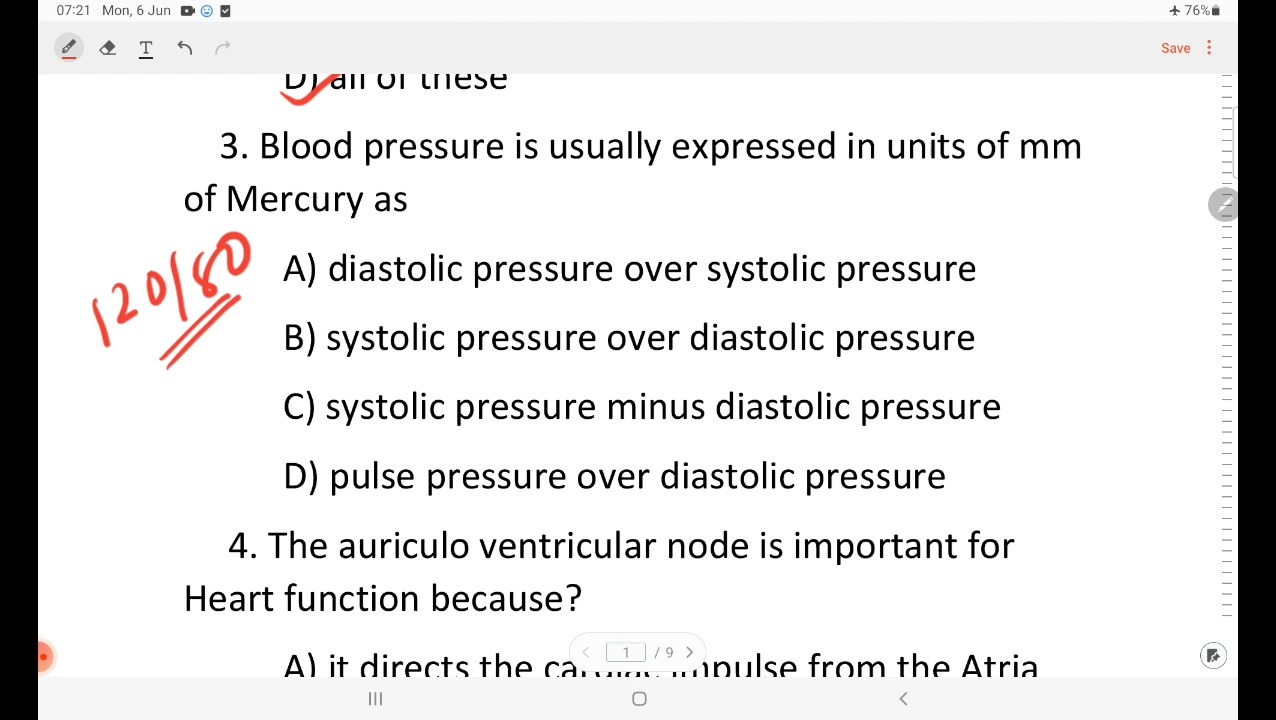 07:21 Mon, 6 Jun
76%
T
Save
D) all of these
3. Blood pressure is usually expressed in units of mm
of Mercury as
120/80
A) diastolic pressure over systolic pressure
B) systolic pressure over diastolic pressure
C) systolic pressure minus diastolic pressure
D) pulse pressure over diastolic pressure
4. The auriculo ventricular node is important for
Heart function because?
A) it directs the cardiac impulse from the Atria
1 / 9